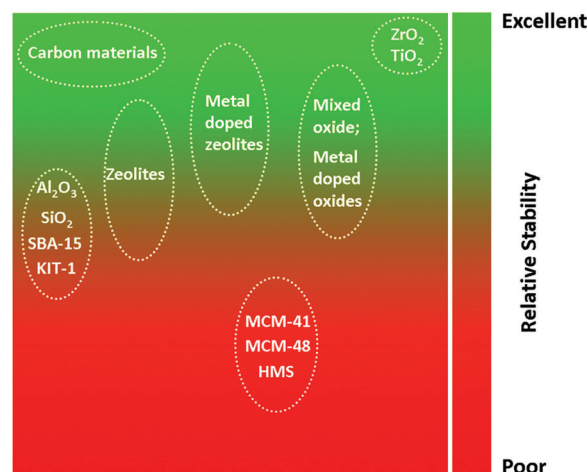 Excellent
Carbon materials
ZrO₂
TiO₂
Metal
doped
zeolites
Mixed
oxide;
Metal
doped
oxides
Zeolites
Al₂O₃
SiO₂
SBA-15
KIT-1
MCM-41
MCM-48
HMS
Relative Stability
Poor